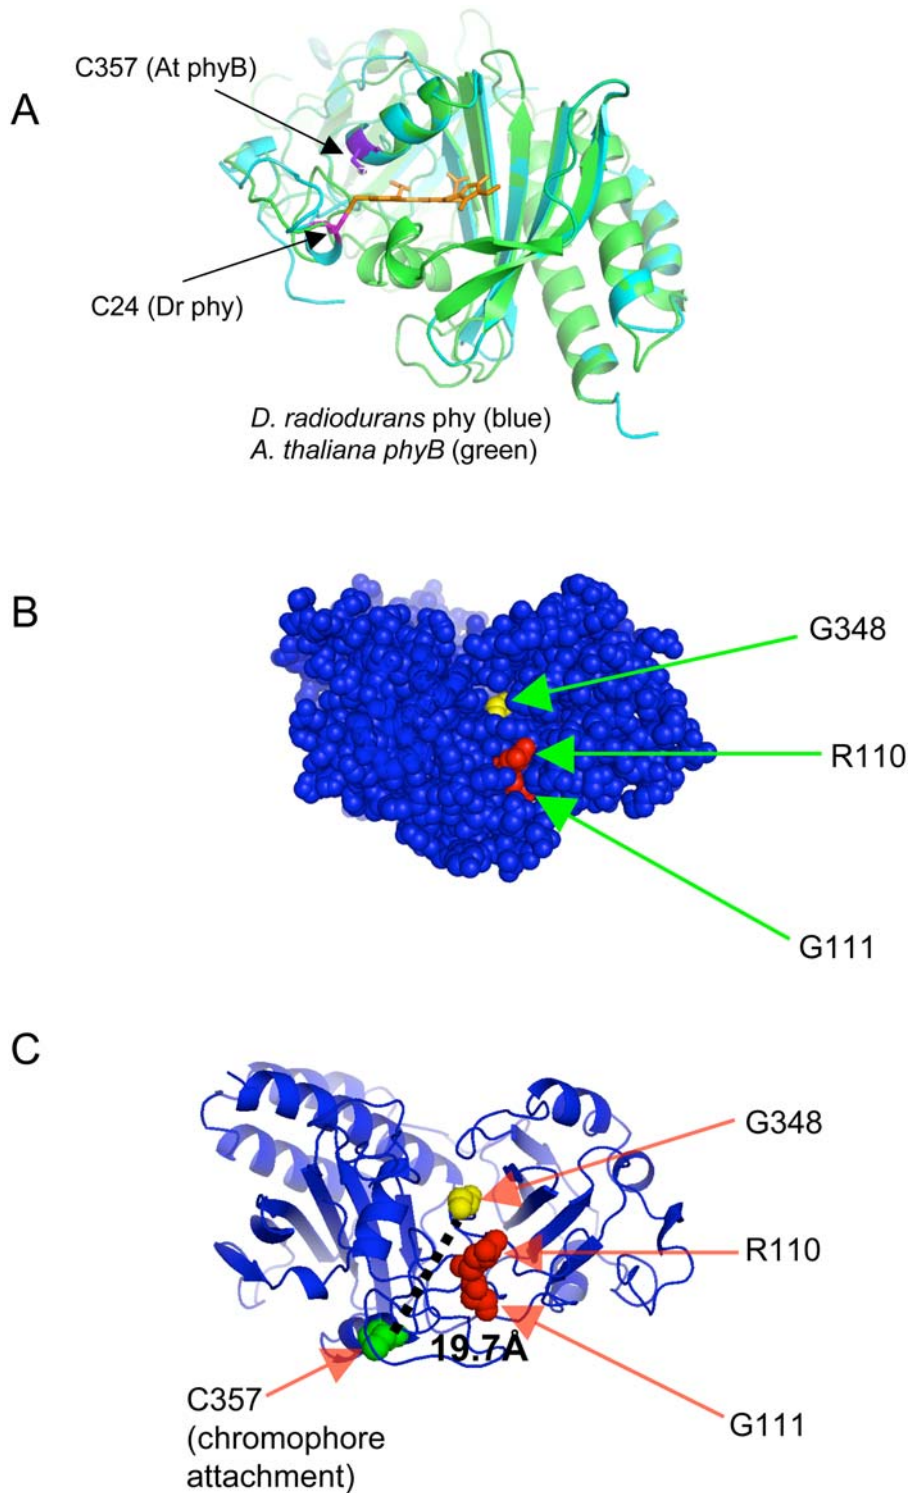 A
C357 (At phyB)
C24 (Dr phy)
D. radiodurans phy (blue)
A. thaliana phyB (green)
B
G348
R110
G111
C
G348
R110
19.7Å
C357
(chromophore
attachment)
G111